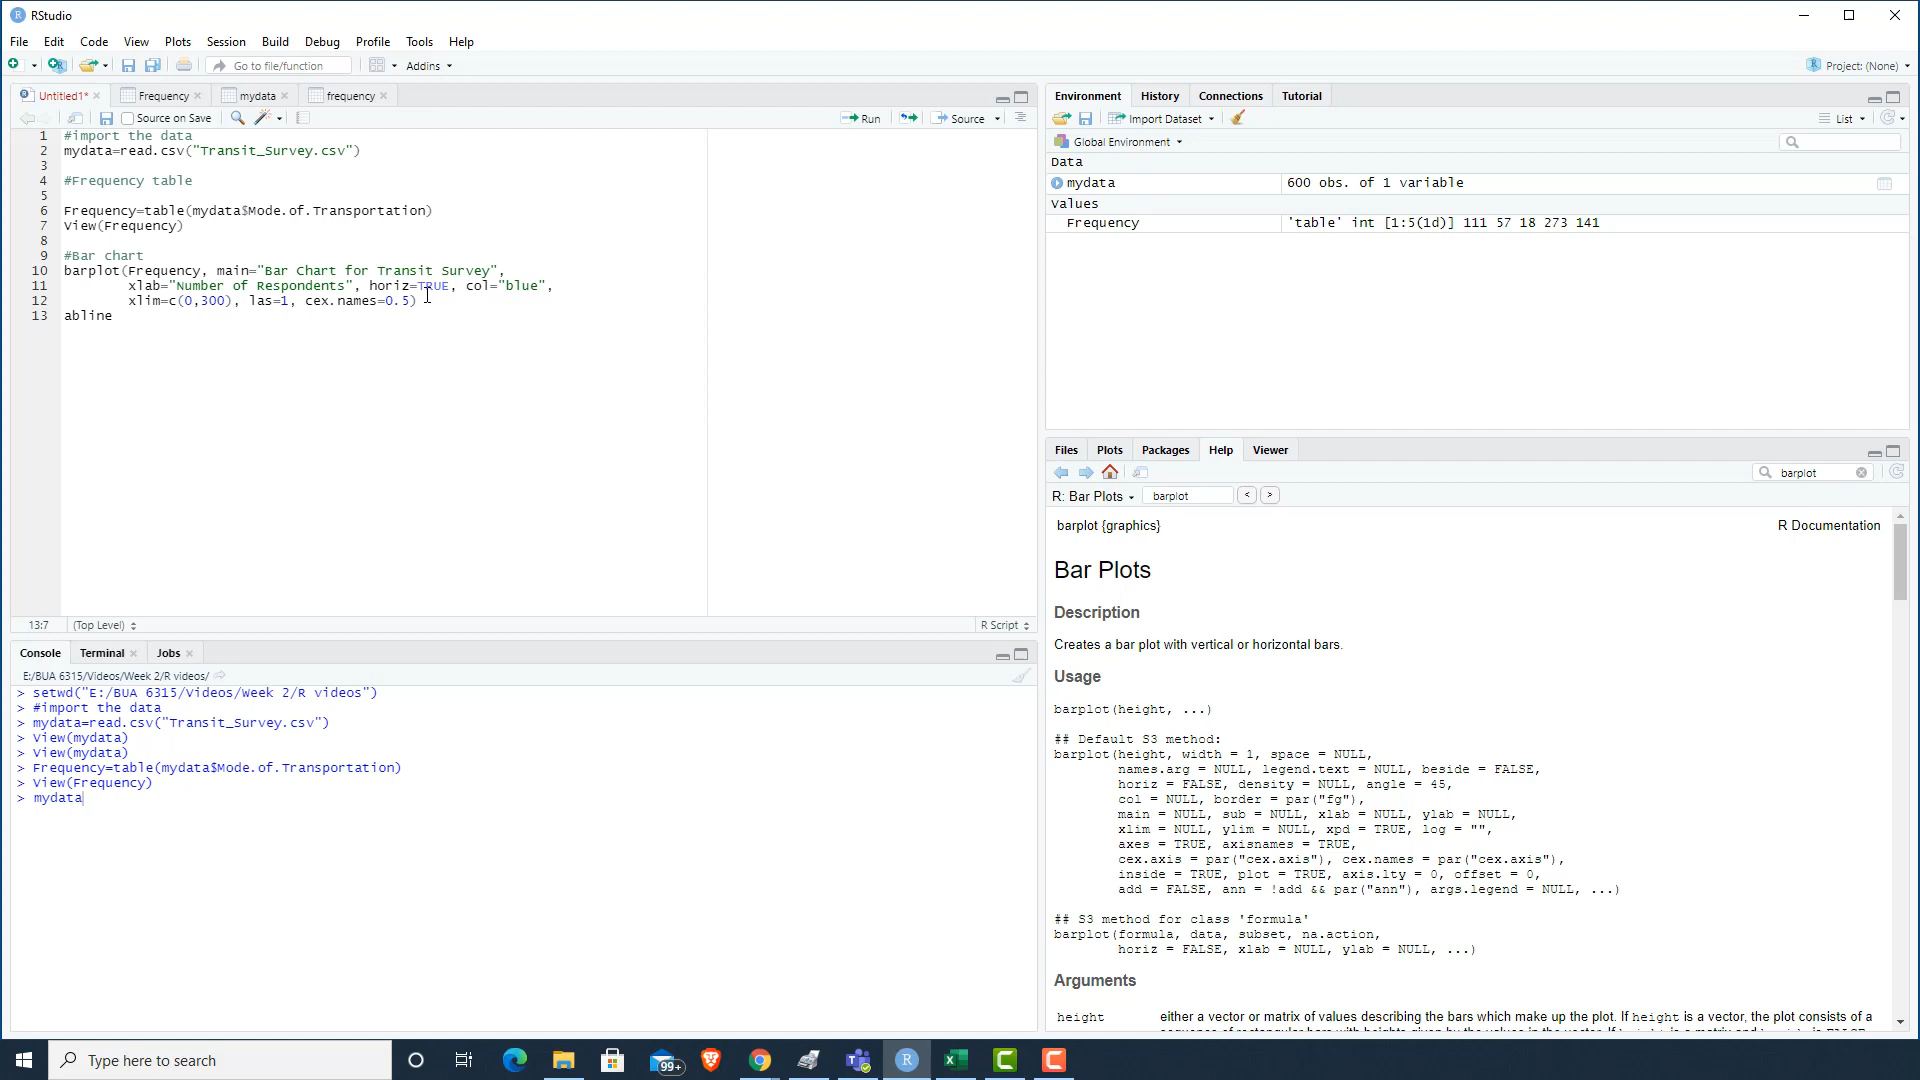 RStudio
File Edit Code View Plots Session Build Debug Profile Tools Help
Go to file/function Addins Project: (None)
Untitled1* Frequency mydata frequency
Source on Save Run Source
1 #import the data
2 mydata=read.csv("Transit_Survey.csv")
3
4 #Frequency table
5
6 Frequency=table(mydata$Mode.of.Transportation)
7 View(Frequency)
8
9 #Bar chart
10 barplot(Frequency, main="Bar Chart for Transit Survey",
11 xlab="Number of Respondents", horiz=TRUE, col="blue",
12 xlim=c(0,300), las=1, cex.names=0.5)
13 abline
13:7 (Top Level) R Script
Console Terminal Jobs
E:/BUA 6315/Videos/Week 2/R videos/
> setwd("E:/BUA 6315/Videos/Week 2/R videos")
> #import the data
> mydata=read.csv("Transit_Survey.csv")
> View(mydata)
> View(mydata)
> Frequency=table(mydata$Mode.of.Transportation)
> View(Frequency)
> mydata
Environment History Connections Tutorial
Import Dataset List
Global Environment
Data
mydata 600 obs. of 1 variable
Values
Frequency 'table' int [1:5(1d)] 111 57 18 273 141
Files Plots Packages Help Viewer
barplot
R: Bar Plots barplot < >
barplot {graphics} R Documentation
Bar Plots
Description
Creates a bar plot with vertical or horizontal bars.
Usage
barplot(height, ...)
## Default S3 method:
barplot(height, width = 1, space = NULL,
names.arg = NULL, legend.text = NULL, beside = FALSE,
horiz = FALSE, density = NULL, angle = 45,
col = NULL, border = par("fg"),
main = NULL, sub = NULL, xlab = NULL, ylab = NULL,
xlim = NULL, ylim = NULL, xpd = TRUE, log = "",
axes = TRUE, axisnames = TRUE,
cex.axis = par("cex.axis"), cex.names = par("cex.axis"),
inside = TRUE, plot = TRUE, axis.lty = 0, offset = 0,
add = FALSE, ann = !add && par("ann"), args.legend = NULL, ...)
## S3 method for class 'formula'
barplot(formula, data, subset, na.action,
horiz = FALSE, xlab = NULL, ylab = NULL, ...)
Arguments
height either a vector or matrix of values describing the bars which make up the plot. If height is a vector, the plot consists of a
Type here to search 99+